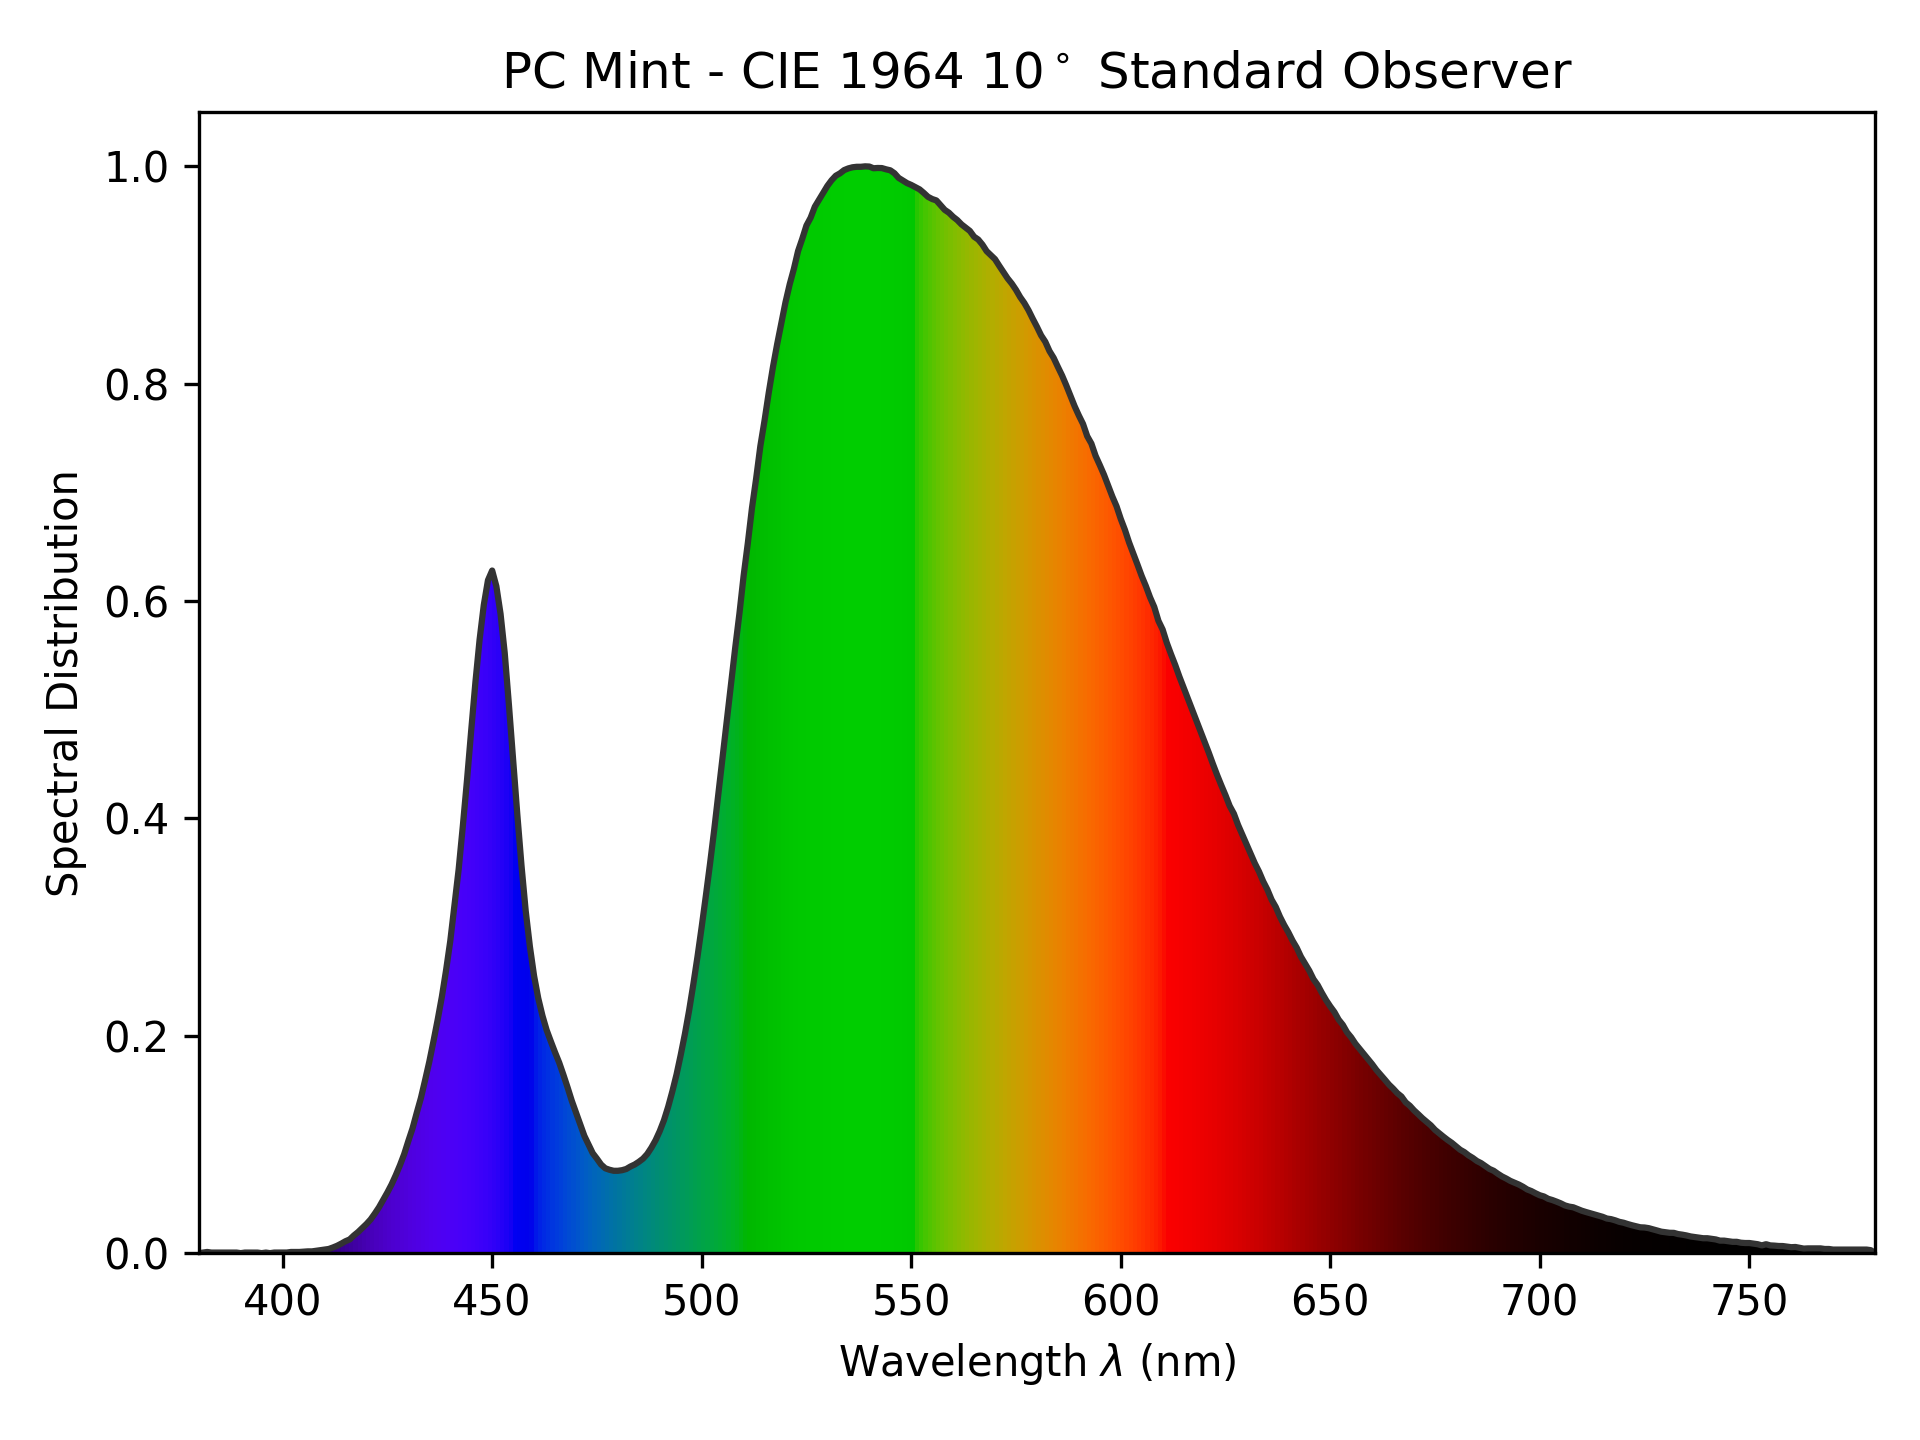 PC Mint - CIE 1964 10° Standard Observer
1.0
0.8
0.6
0.4
0.2
0.0
Spectral Distribution
400 450 500 550 600 650 700 750
Wavelength λ (nm)